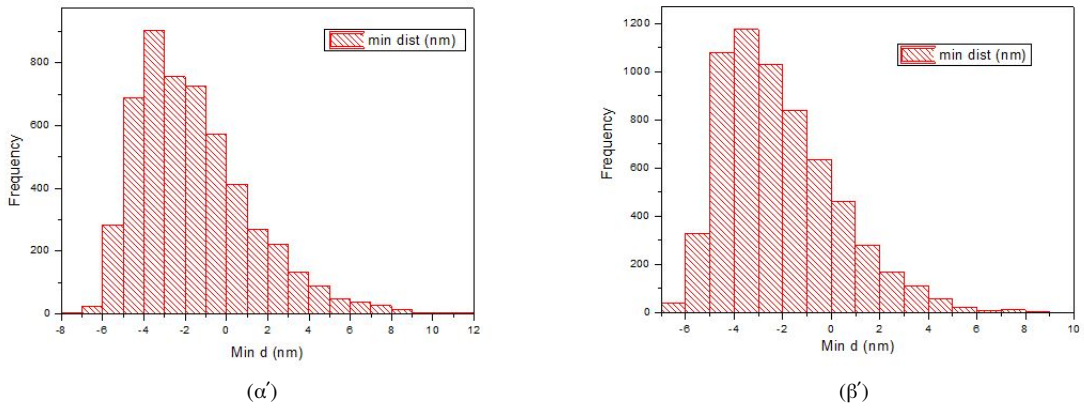 min dist (nm)
800
600
400
200
0
Frequency
-8 -6 -4 -2 0 2 4 6 8 10 12
Min d (nm)
(α′)
min dist (nm)
1200
1000
800
600
400
200
0
Frequency
-6 -4 -2 0 2 4 6 8 10
Min d (nm)
(β′)